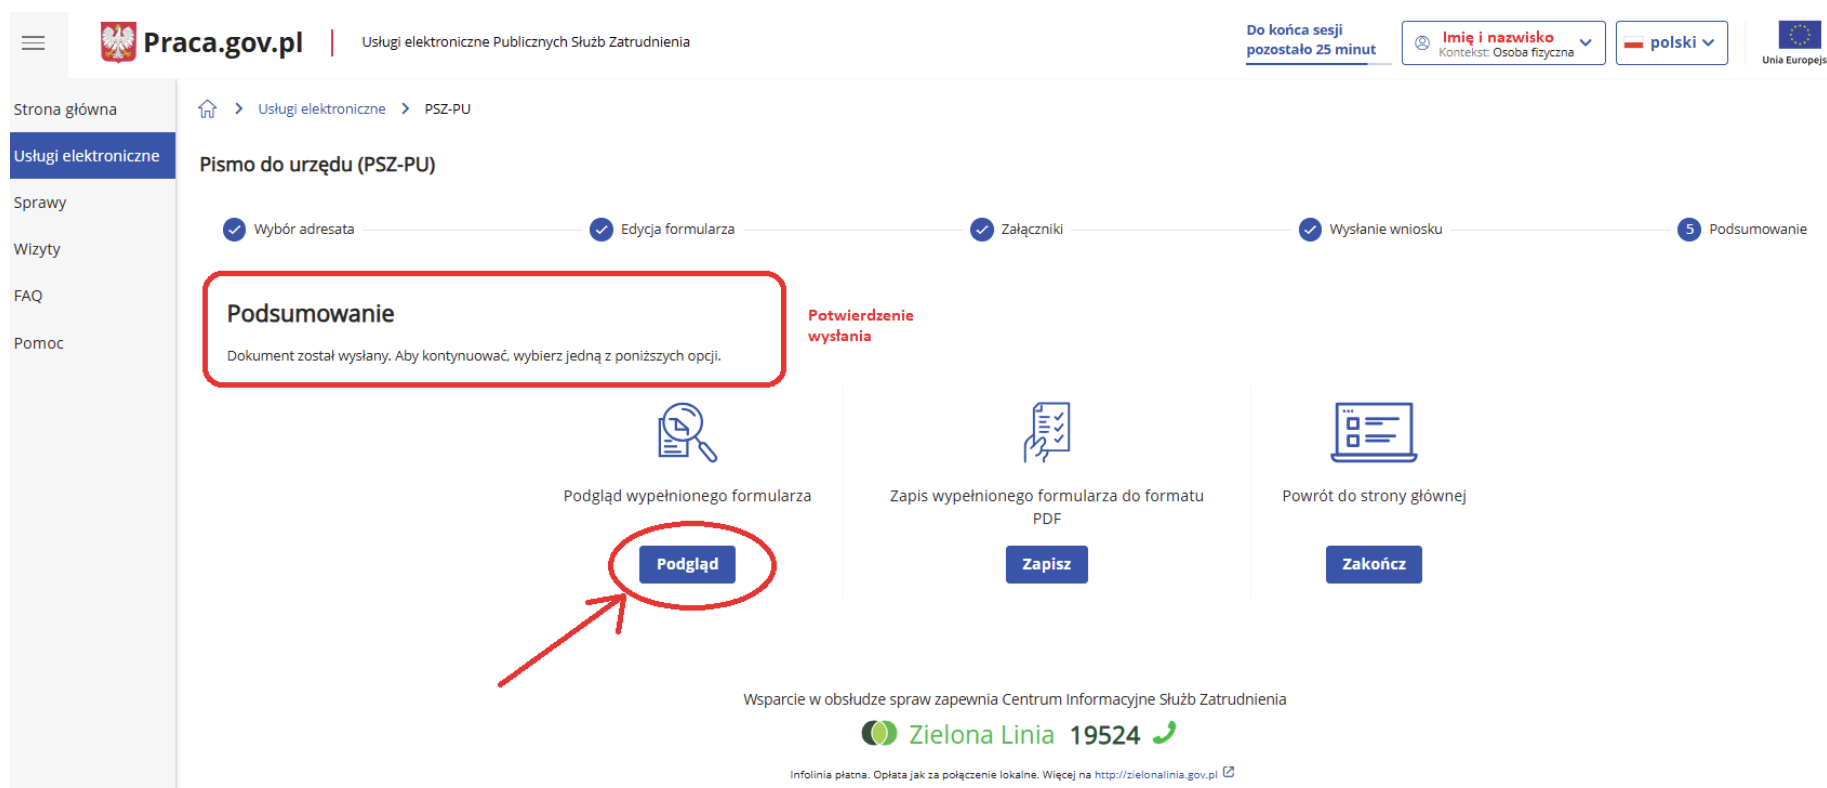 Praca.gov.pl
Usługi elektroniczne Publicznych Służb Zatrudnienia
Do końca sesji
pozostało 25 minut
Imię i nazwisko
Kontekst: Osoba fizyczna
polski
Unia Europejs
Strona główna
Usługi elektroniczne
Sprawy
Wizyty
FAQ
Pomoc
Usługi elektroniczne
PSZ-PU
Pismo do urzędu (PSZ-PU)
Wybór adresata
Edycja formularza
Załączniki
Wysłanie wniosku
5 Podsumowanie
Podsumowanie
Dokument został wysłany. Aby kontynuować, wybierz jedną z poniższych opcji.
Potwierdzenie
wysłania
Podgląd wypełnionego formularza
Podgląd
Zapis wypełnionego formularza do formatu
PDF
Zapisz
Powrót do strony głównej
Zakończ
Wsparcie w obsłudze spraw zapewnia Centrum Informacyjne Służb Zatrudnienia
Zielona Linia 19524
Infolinia płatna. Opłata jak za połączenie lokalne. Więcej na http://zielonalinia.gov.pl